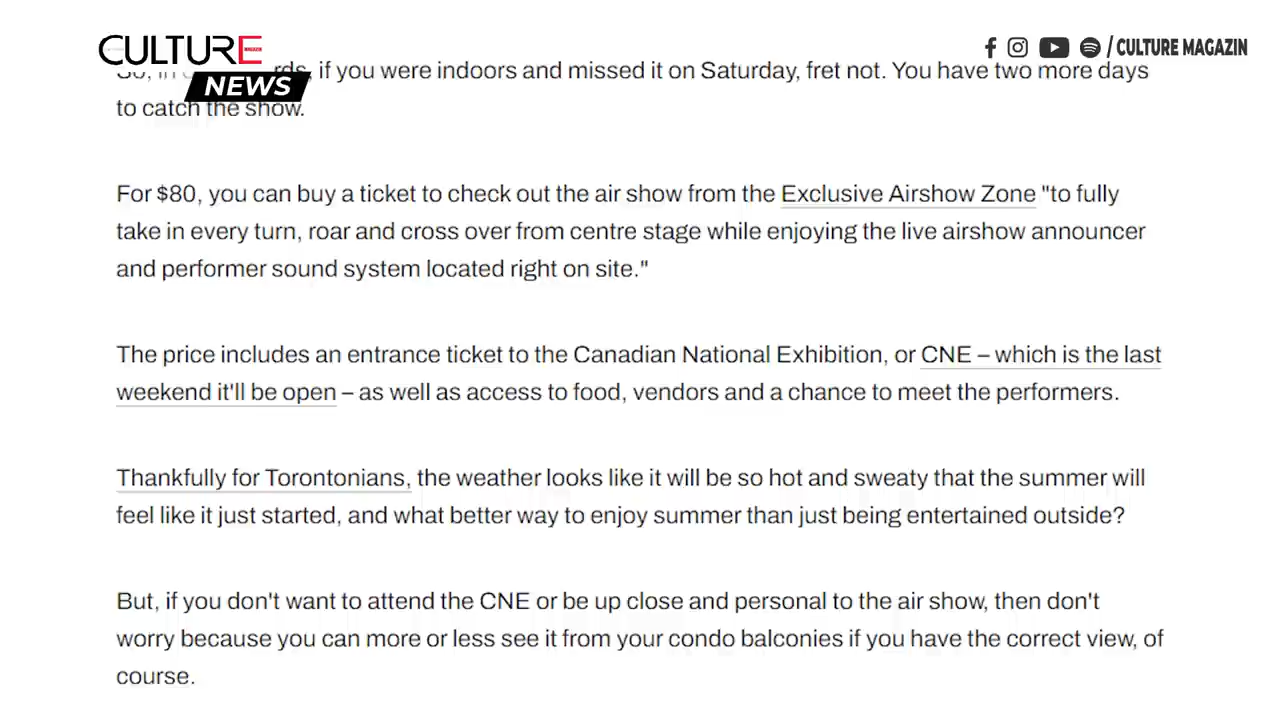 CULTURE
NEWS
/ CULTURE MAGAZIN
if you were indoors and missed it on Saturday, fret not. You have two more days
to catch the show.
For $80, you can buy a ticket to check out the air show from the Exclusive Airshow Zone "to fully
take in every turn, roar and cross over from centre stage while enjoying the live airshow announcer
and performer sound system located right on site."
The price includes an entrance ticket to the Canadian National Exhibition, or CNE – which is the last
weekend it'll be open – as well as access to food, vendors and a chance to meet the performers.
Thankfully for Torontonians, the weather looks like it will be so hot and sweaty that the summer will
feel like it just started, and what better way to enjoy summer than just being entertained outside?
But, if you don't want to attend the CNE or be up close and personal to the air show, then don't
worry because you can more or less see it from your condo balconies if you have the correct view, of
course.